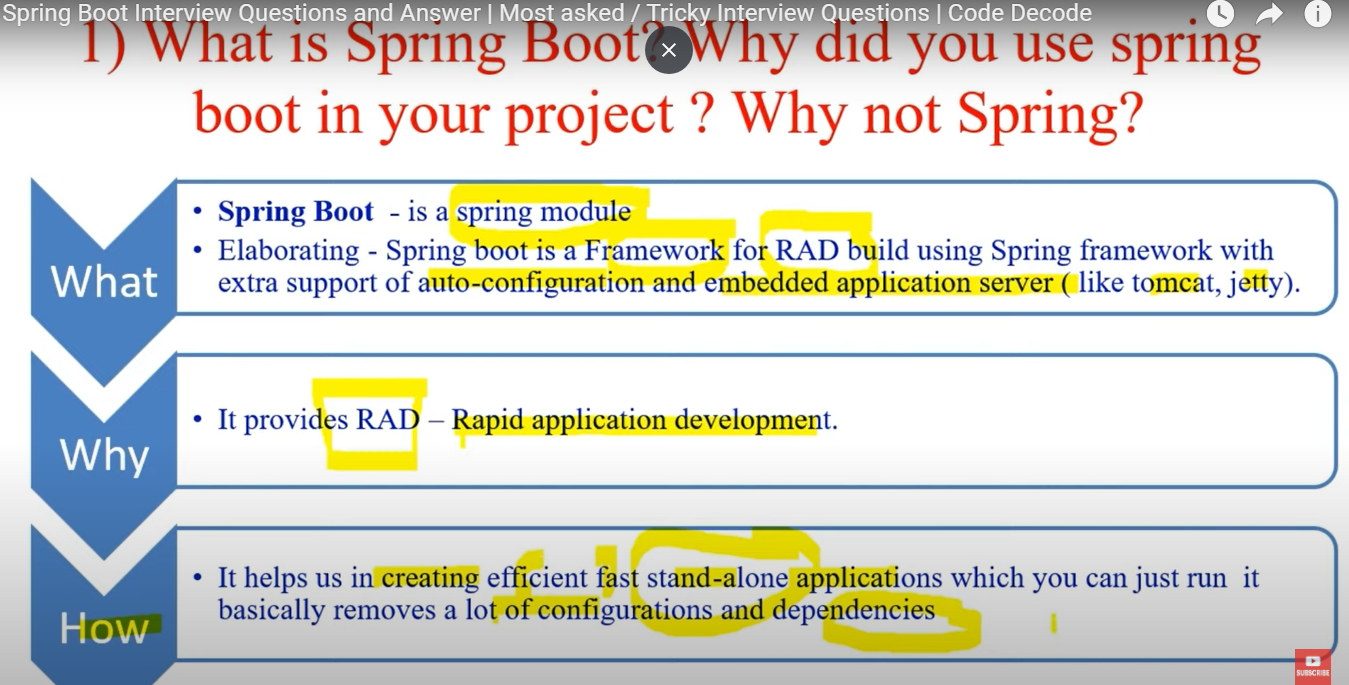 Spring Boot Interview Questions and Answer | Most asked / Tricky Interview Questions | Code Decode
1) What is Spring Boot? Why did you use spring
boot in your project ? Why not Spring?
What
• Spring Boot - is a spring module
• Elaborating - Spring boot is a Framework for RAD build using Spring framework with
extra support of auto-configuration and embedded application server ( like tomcat, jetty).
Why
• It provides RAD – Rapid application development.
How
• It helps us in creating efficient fast stand-alone applications which you can just run it
basically removes a lot of configurations and dependencies
SUBSCRIBE